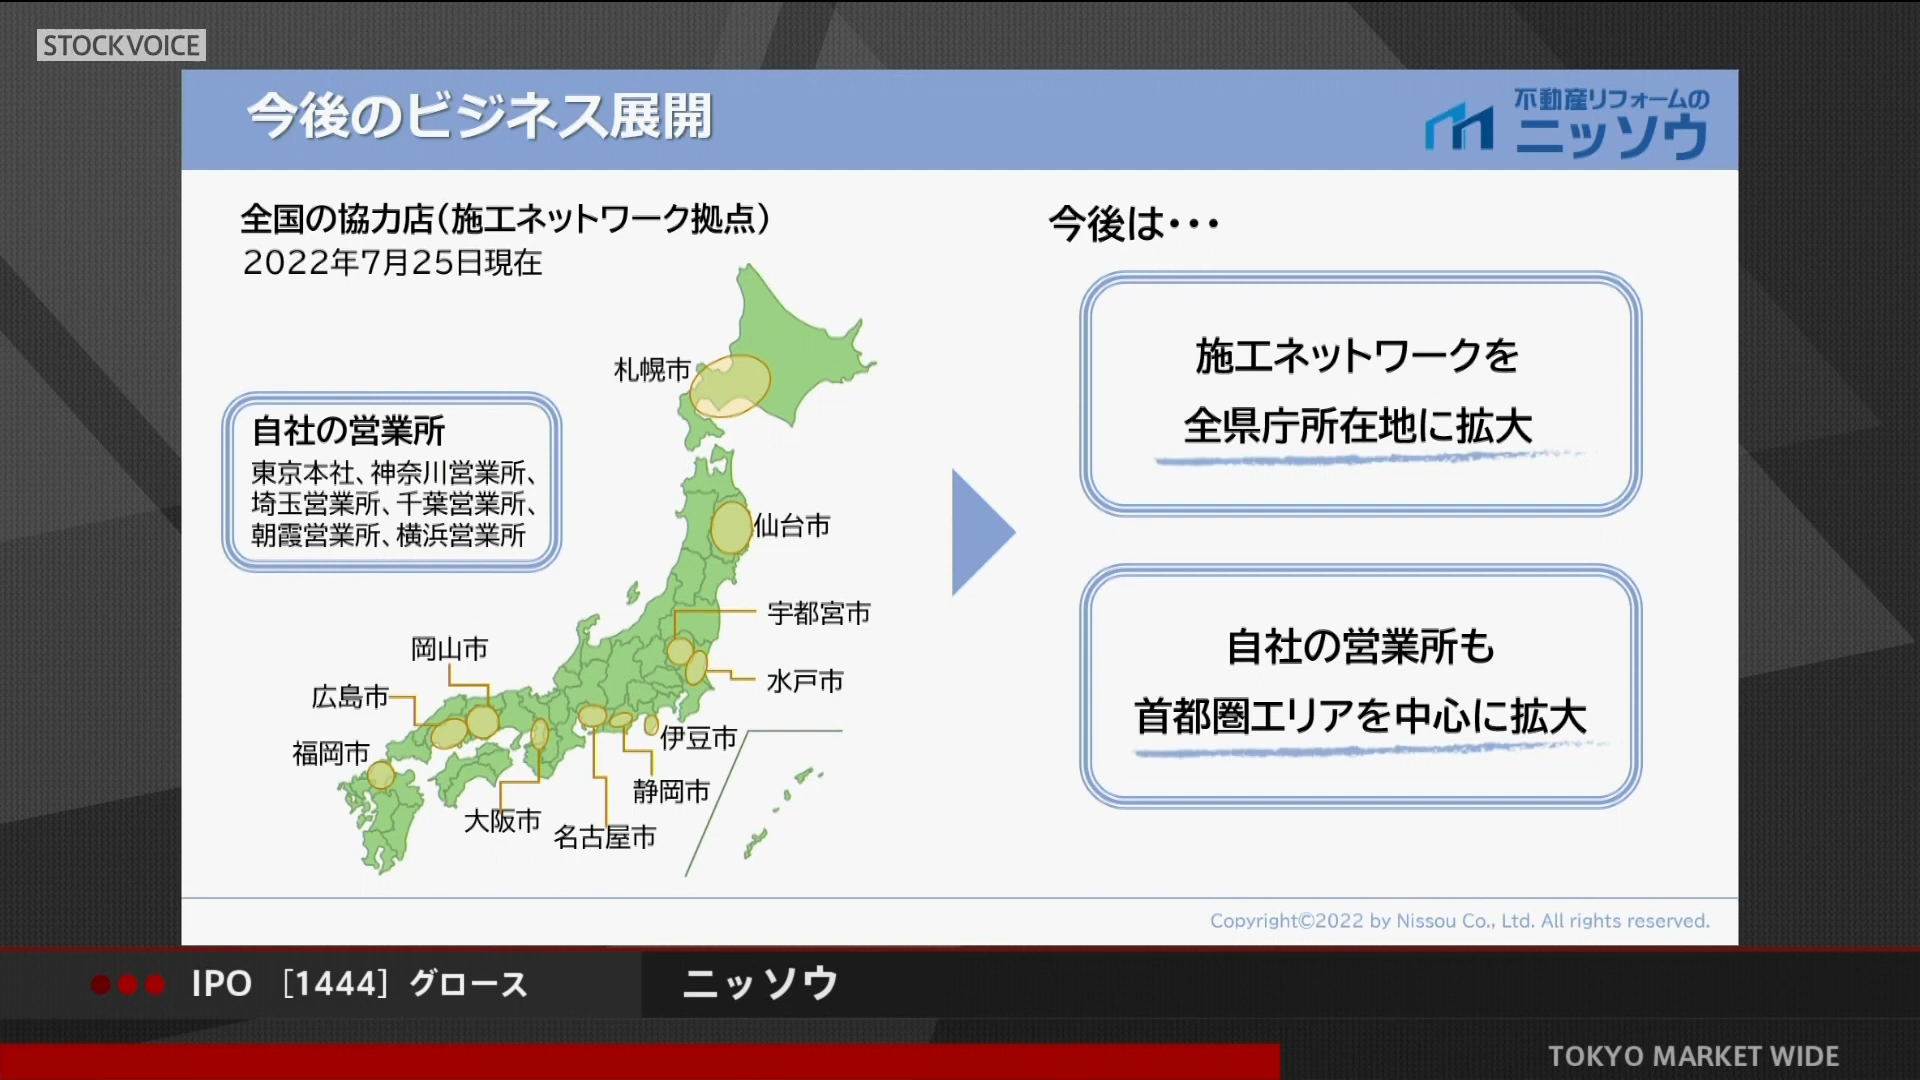 STOCKVOICE
今後のビジネス展開
不動産リフォームの
ニッソウ
全国の協力店(施工ネットワーク拠点)
2022年7月25日現在
札幌市
自社の営業所
東京本社、神奈川営業所、
埼玉営業所、千葉営業所、
朝霞営業所、横浜営業所
仙台市
宇都宮市
水戸市
岡山市
広島市
福岡市
伊豆市
静岡市
大阪市
名古屋市
今後は・・・
施工ネットワークを
全県庁所在地に拡大
自社の営業所も
首都圏エリアを中心に拡大
Copyright©2022 by Nissou Co., Ltd. All rights reserved.
IPO [1444] グロース
ニッソウ
TOKYO MARKET WIDE